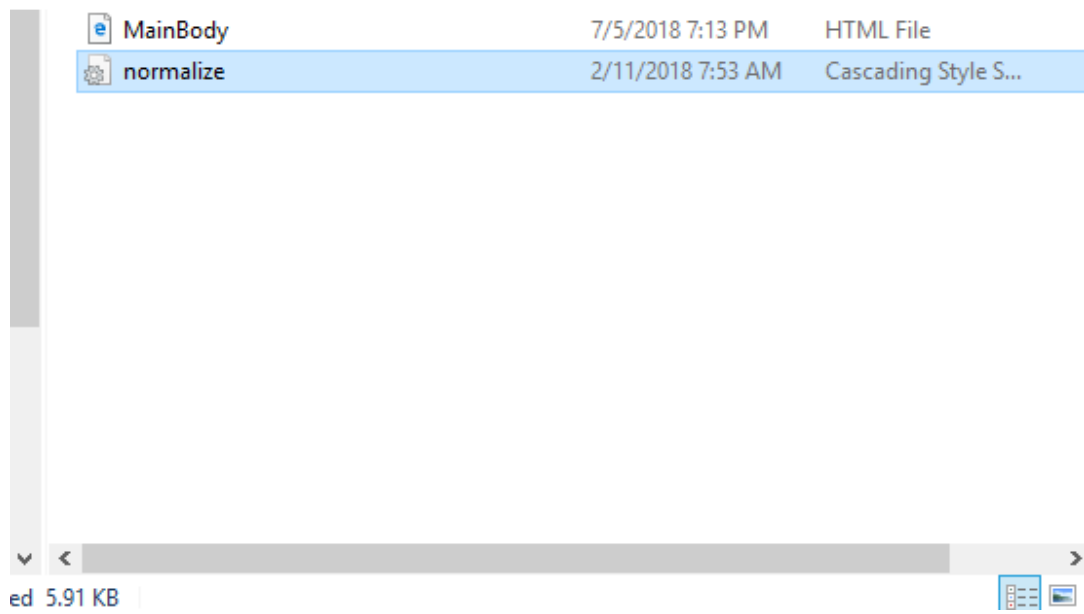 MainBody 7/5/2018 7:13 PM HTML File
normalize 2/11/2018 7:53 AM Cascading Style S...
ed 5.91 KB